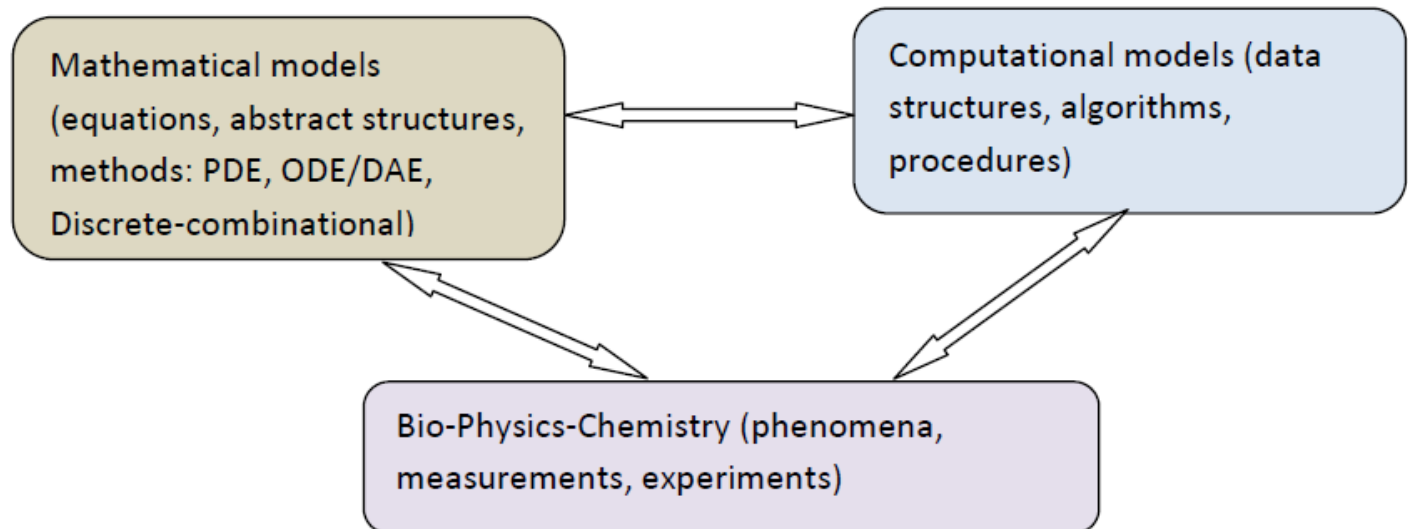 Mathematical models
(equations, abstract structures,
methods: PDE, ODE/DAE,
Discrete-combinational)
Computational models (data
structures, algorithms,
procedures)
Bio-Physics-Chemistry (phenomena,
measurements, experiments)